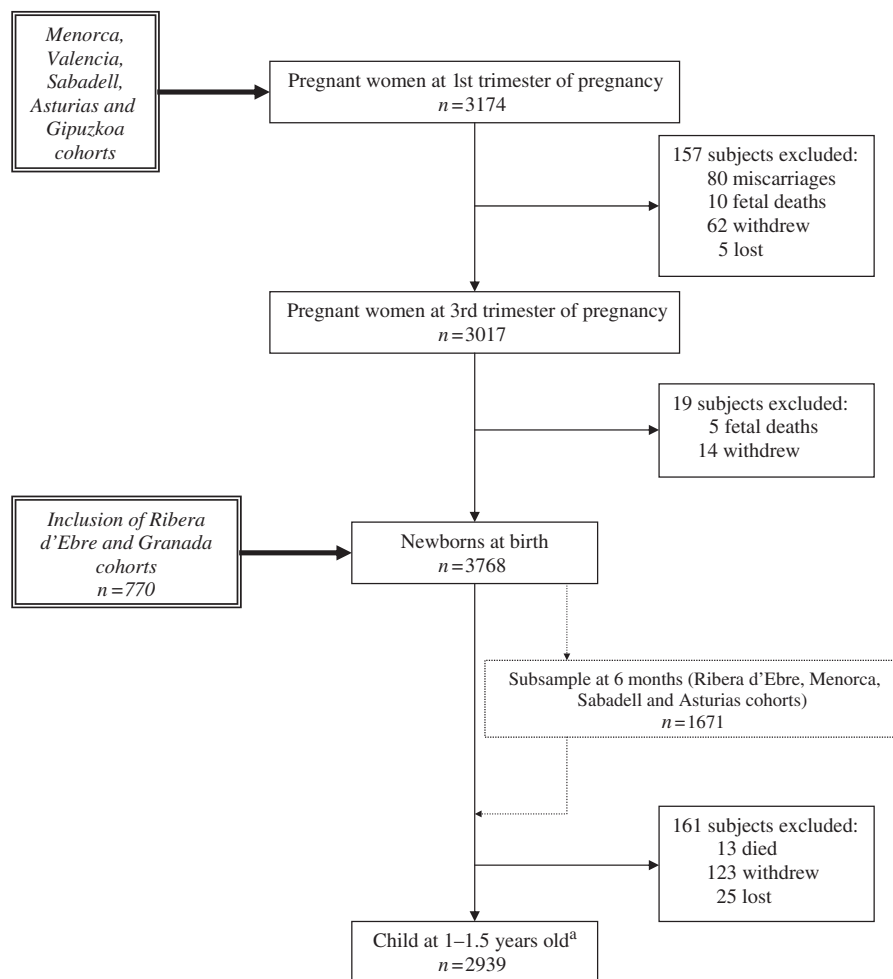 Menorca,
Valencia,
Sabadell,
Asturias and
Gipuzkoa
cohorts
Pregnant women at 1st trimester of pregnancy
n=3174
157 subjects excluded:
80 miscarriages
10 fetal deaths
62 withdrew
5 lost
Pregnant women at 3rd trimester of pregnancy
n=3017
19 subjects excluded:
5 fetal deaths
14 withdrew
Inclusion of Ribera
d’Ebre and Granada
cohorts
n=770
Newborns at birth
n=3768
Subsample at 6 months (Ribera d’Ebre, Menorca,
Sabadell and Asturias cohorts)
n=1671
161 subjects excluded:
13 died
123 withdrew
25 lost
Child at 1–1.5 years oldᵃ
n=2939